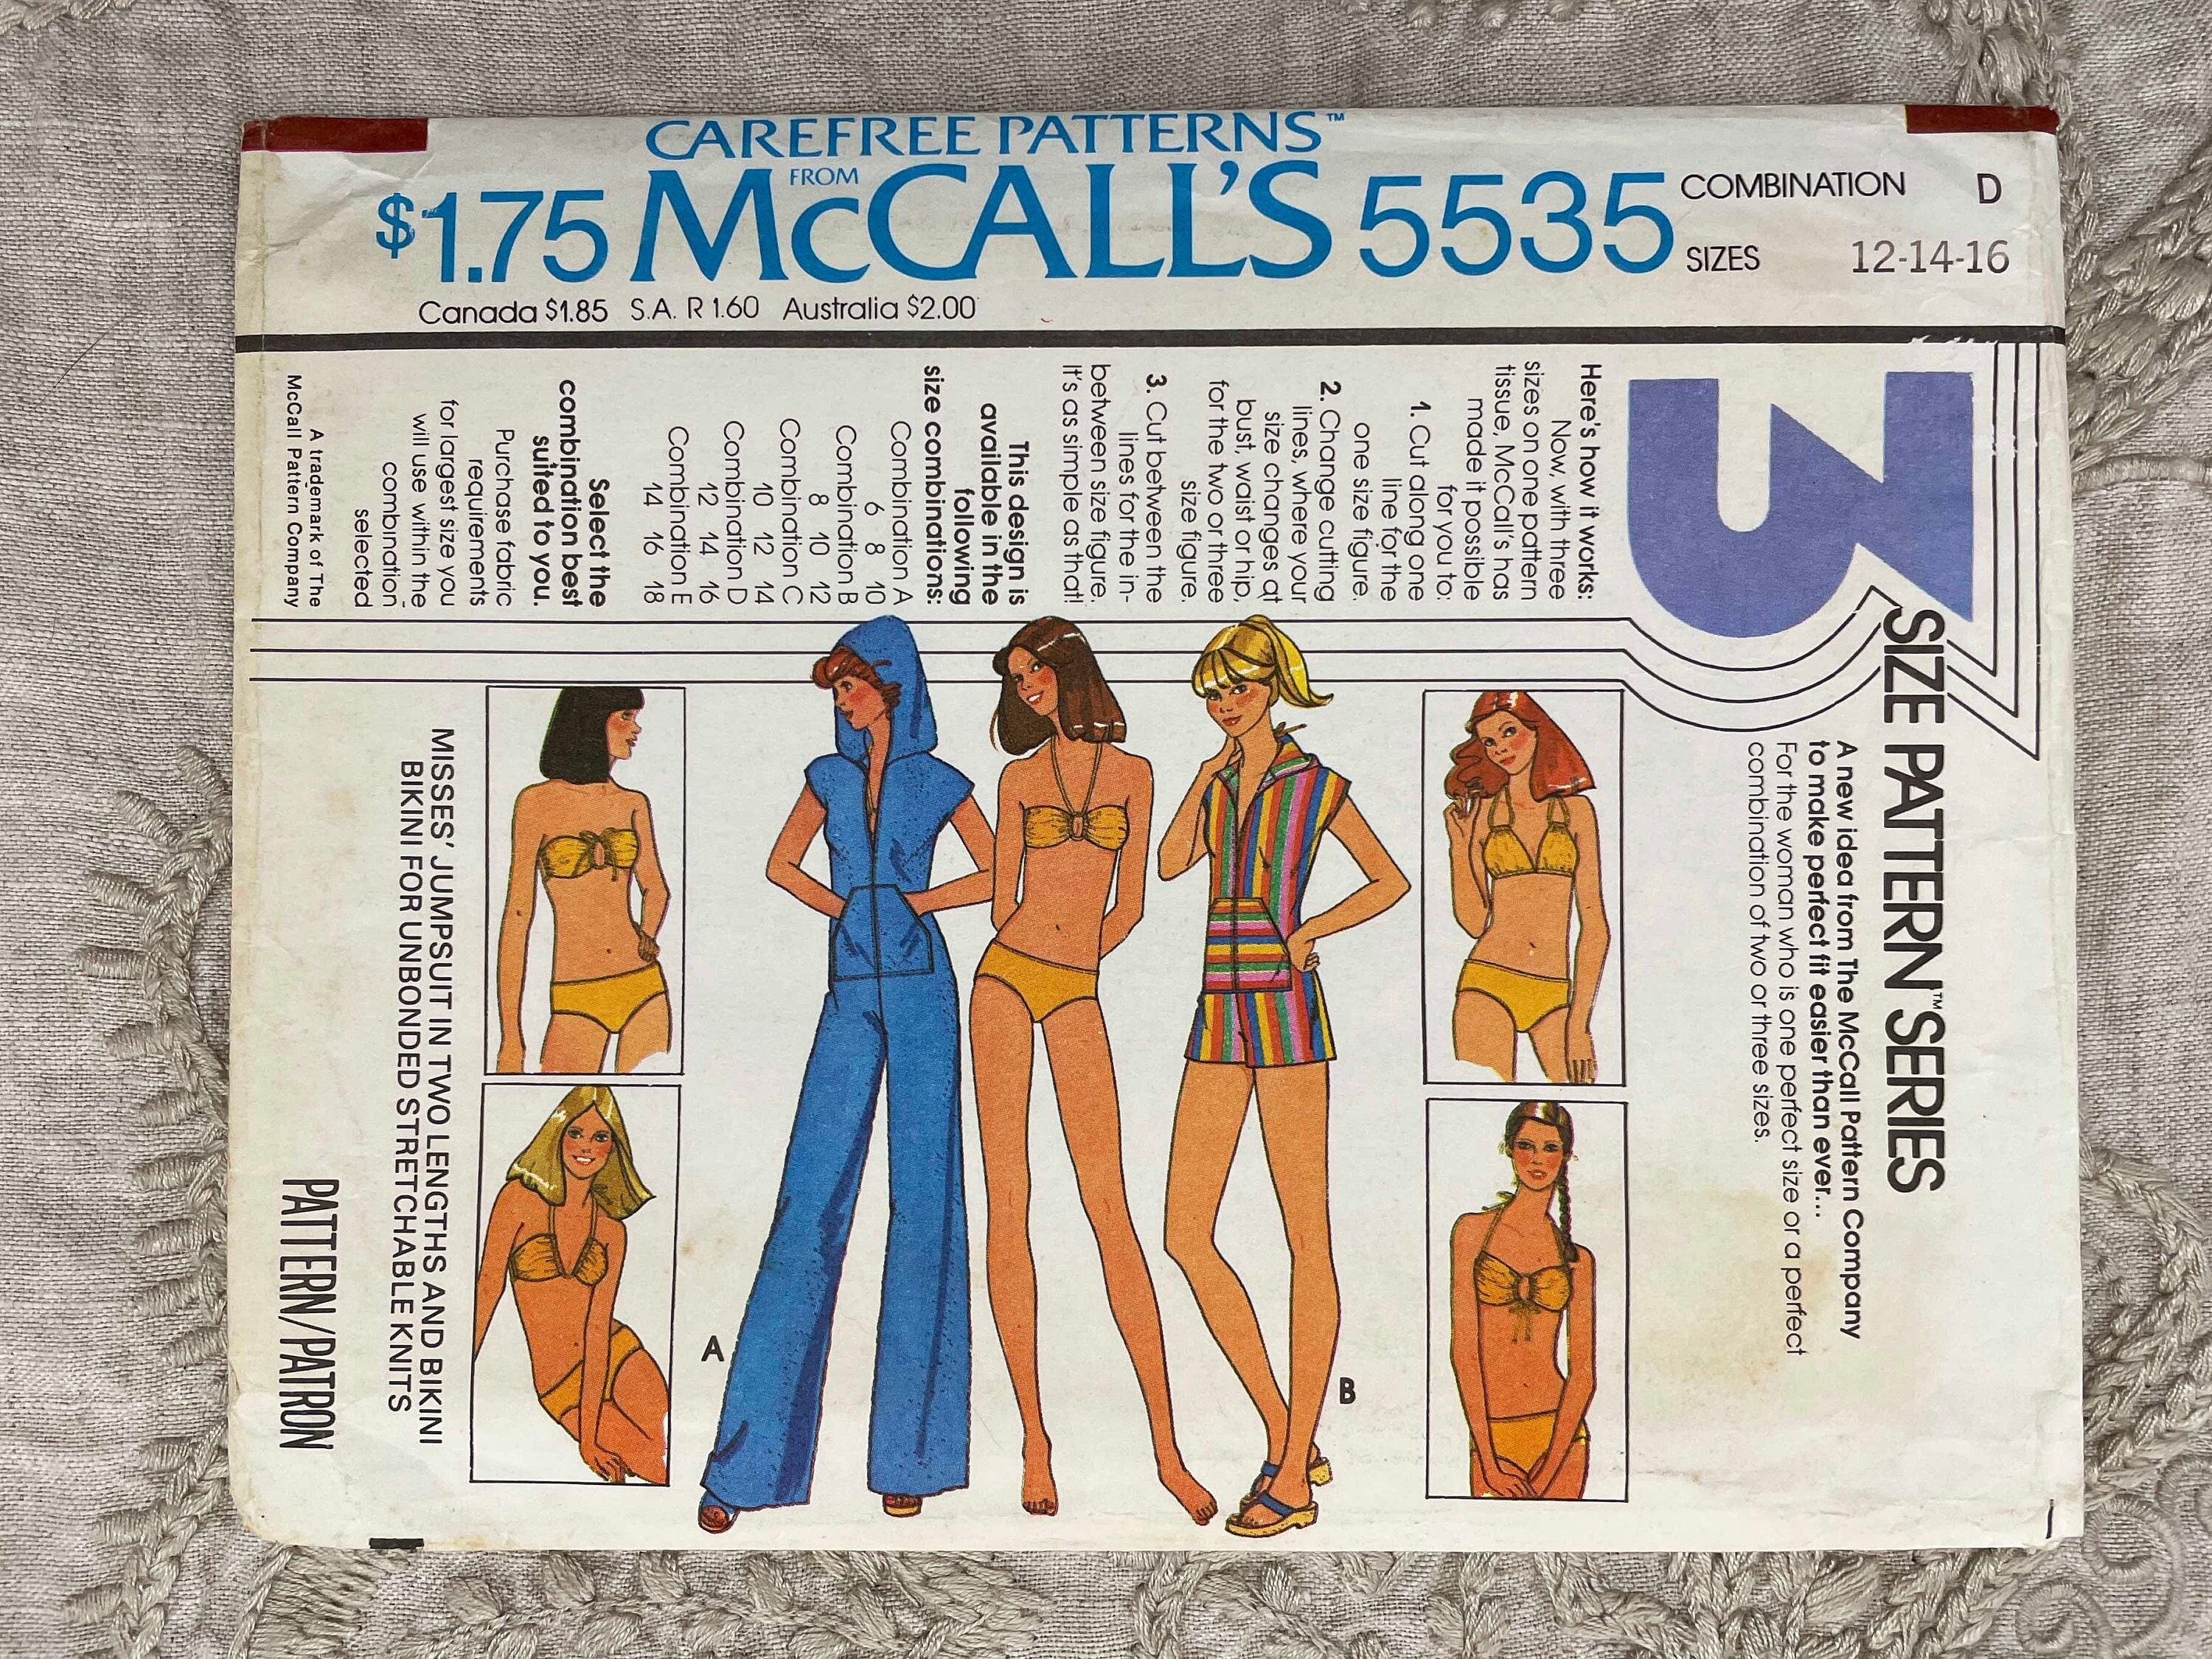 CAREFREE PATTERNS™
FROM
$1.75 McCALL'S 5535
COMBINATION D
SIZES 12-14-16
Canada $1.85 S.A. R 1.60 Australia $2.00
3
SIZE PATTERN™ SERIES
A new idea from The McCall Pattern Company
to make perfect fit easier than ever...
For the woman who is one perfect size or a perfect
combination of two or three sizes.
Here's how it works:
Now, with three
sizes on one pattern
tissue, McCall's has
made it possible
for you to:
1. Cut along one
line for the
one size figure.
2. Change cutting
lines, where your
size changes at
bust, waist or hip,
for the two or three
size figure.
3. Cut between the
lines for the in-
between size figure.
It's as simple as that!
This design is
available in the
following
size combinations:
Combination A
6 8 10
Combination B
8 10 12
Combination C
10 12 14
Combination D
12 14 16
Combination E
14 16 18
Select the
combination best
suited to you.
Purchase fabric
requirements
for largest size you
will use within the
combination
selected
A trademark of The
McCall Pattern Company
A
B
MISSES' JUMPSUIT IN TWO LENGTHS AND BIKINI
BIKINI FOR UNBONDED STRETCHABLE KNITS
PATTERN/PATRON